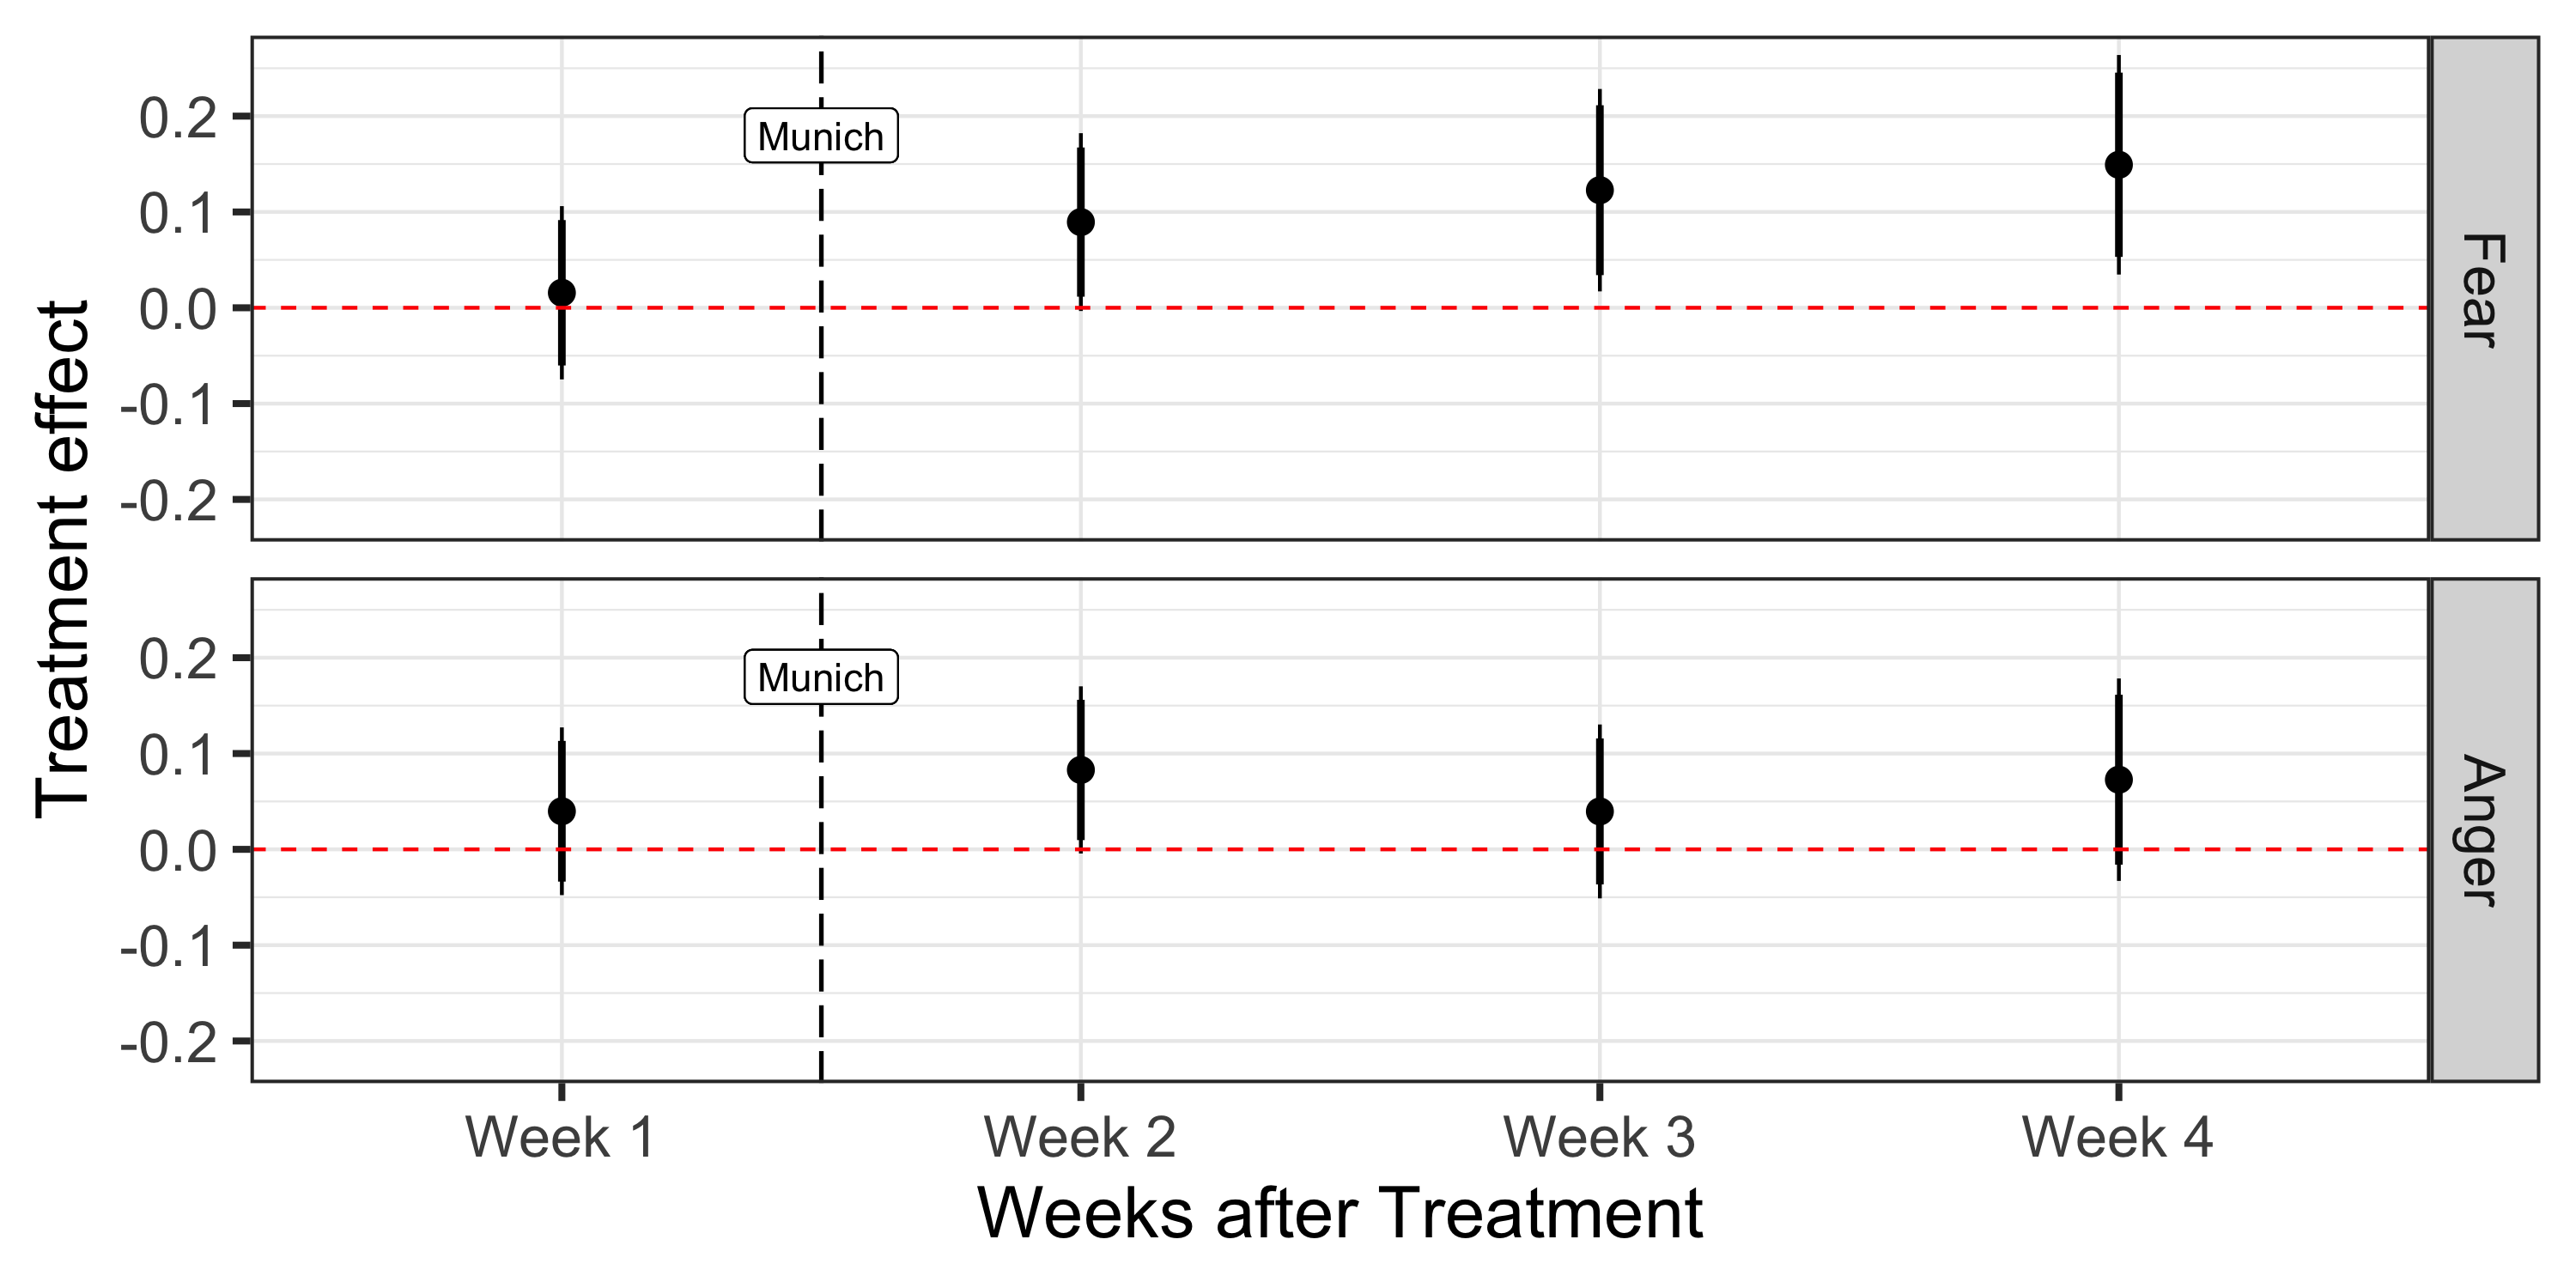 Treatment effect
0.2
0.1
0.0
-0.1
-0.2
Munich
Fear
0.2
0.1
0.0
-0.1
-0.2
Munich
Anger
Week 1 Week 2 Week 3 Week 4
Weeks after Treatment